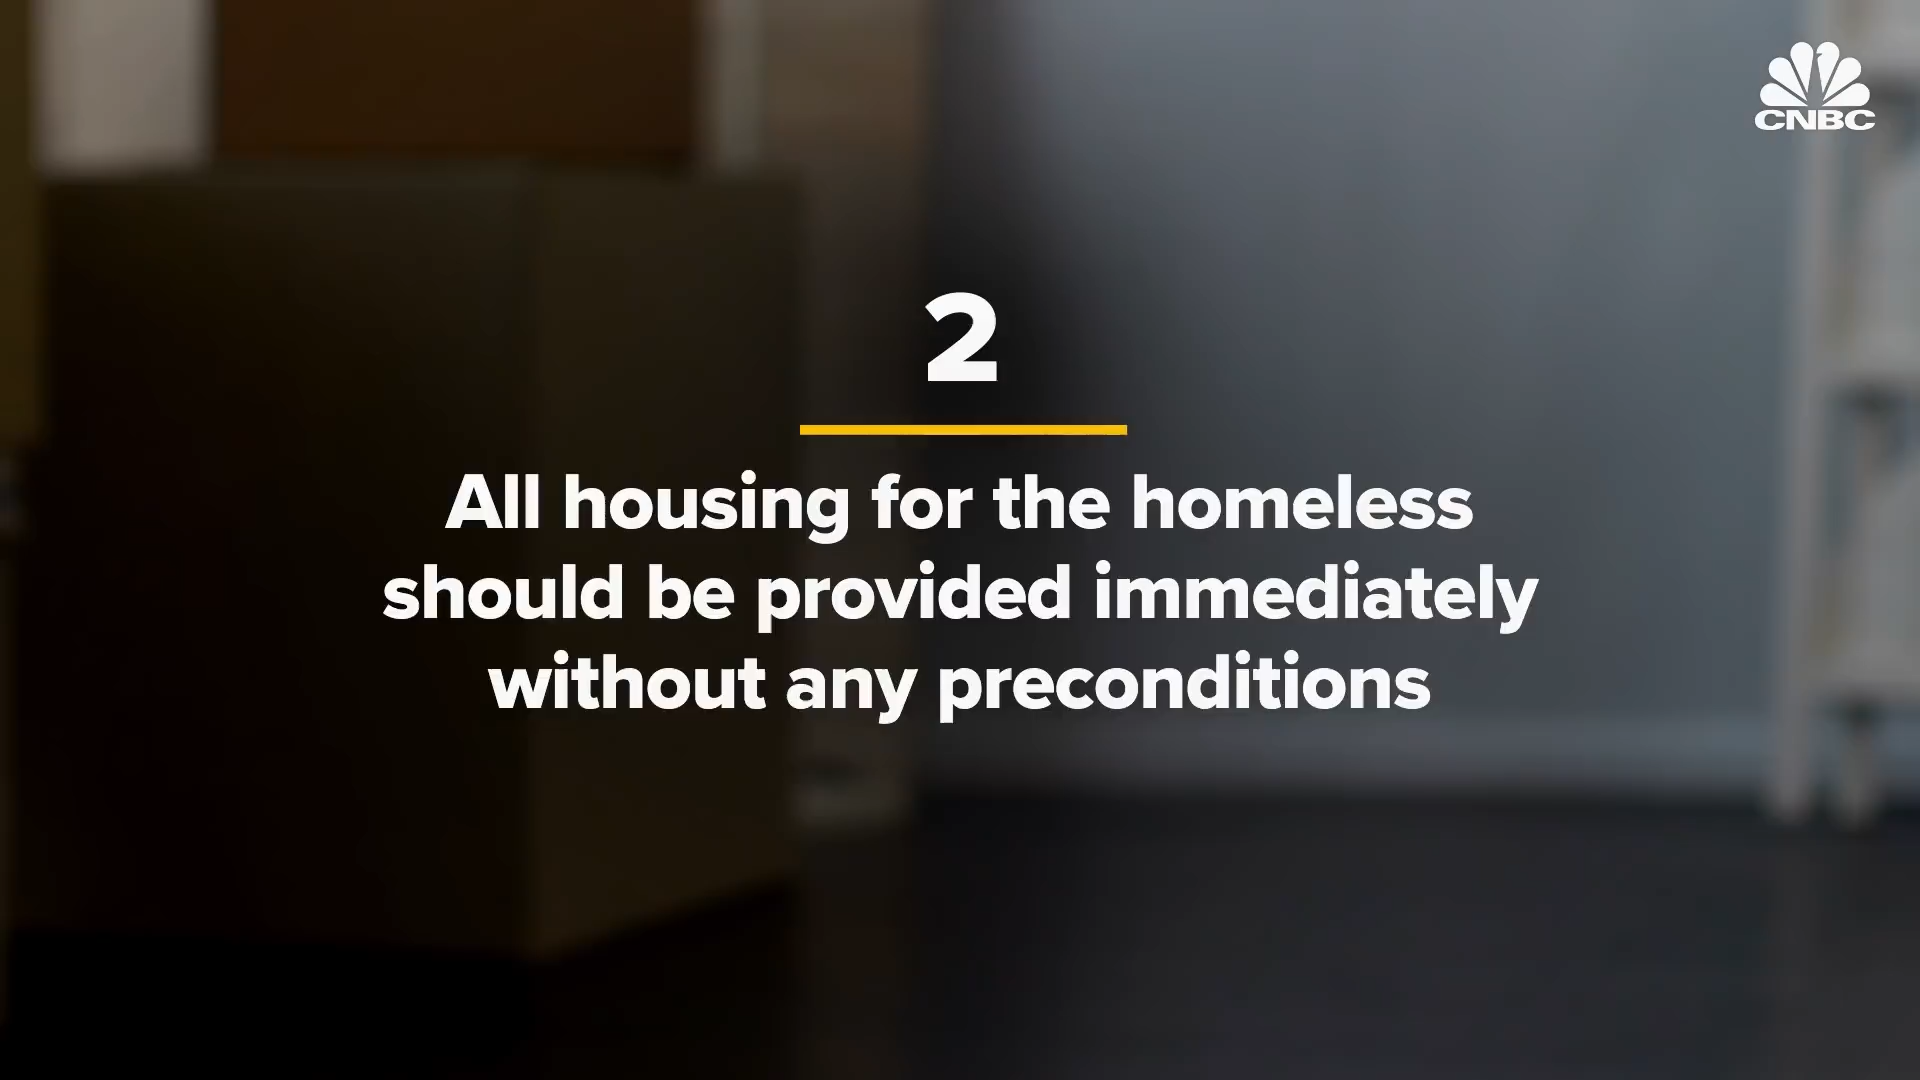 CNBC
2
All housing for the homeless
should be provided immediately
without any preconditions